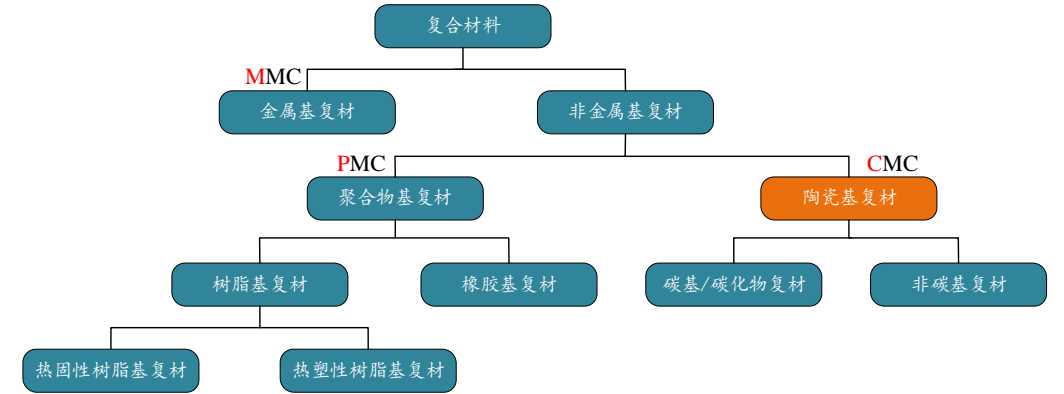 复合材料
MMC
金属基复材
非金属基复材
PMC
CMC
聚合物基复材
陶瓷基复材
树脂基复材
橡胶基复材
碳基/碳化物复材
非碳基复材
热固性树脂基复材
热塑性树脂基复材